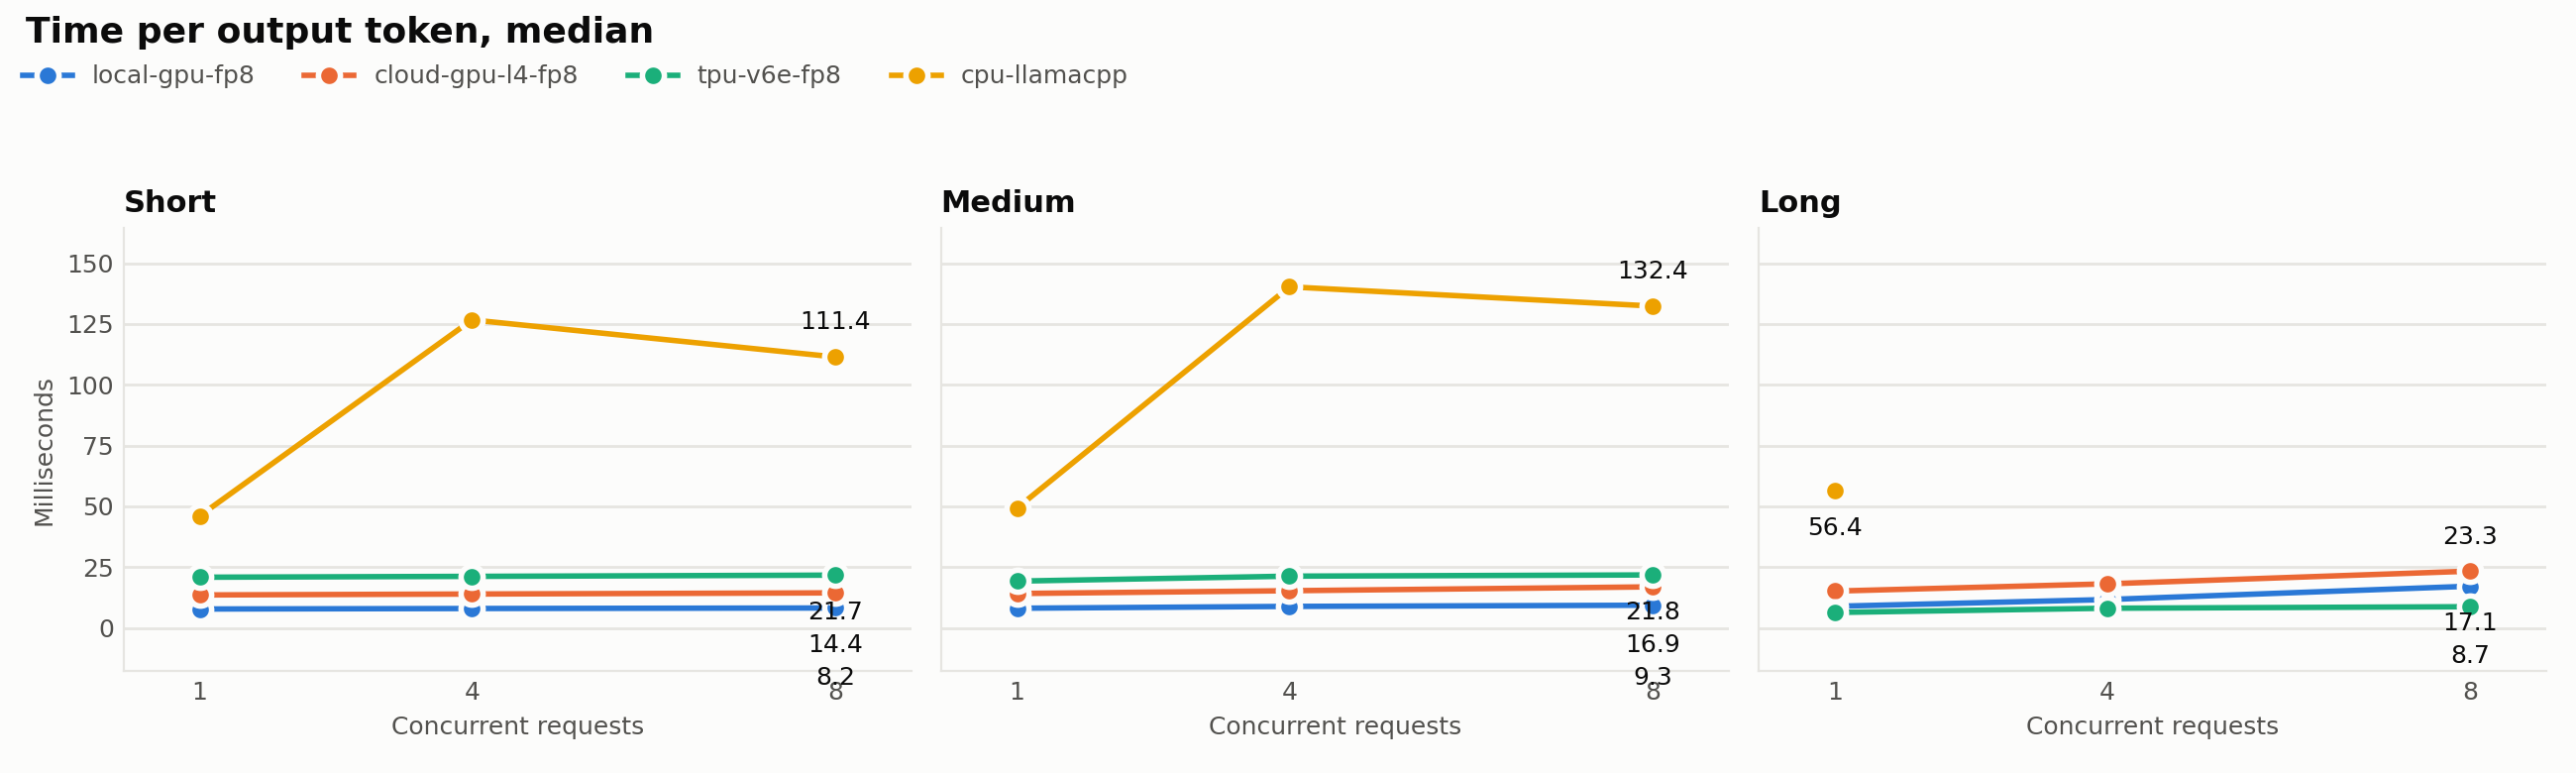 Time per output token, median
local-gpu-fp8 cloud-gpu-l4-fp8 tpu-v6e-fp8 cpu-llamacpp
Short Medium Long
150
125
100
75
50
25
0
Milliseconds
111.4
21.7
14.4
8.2
1 4 8
Concurrent requests
132.4
21.8
16.9
9.3
1 4 8
Concurrent requests
56.4
23.3
17.1
8.7
1 4 8
Concurrent requests